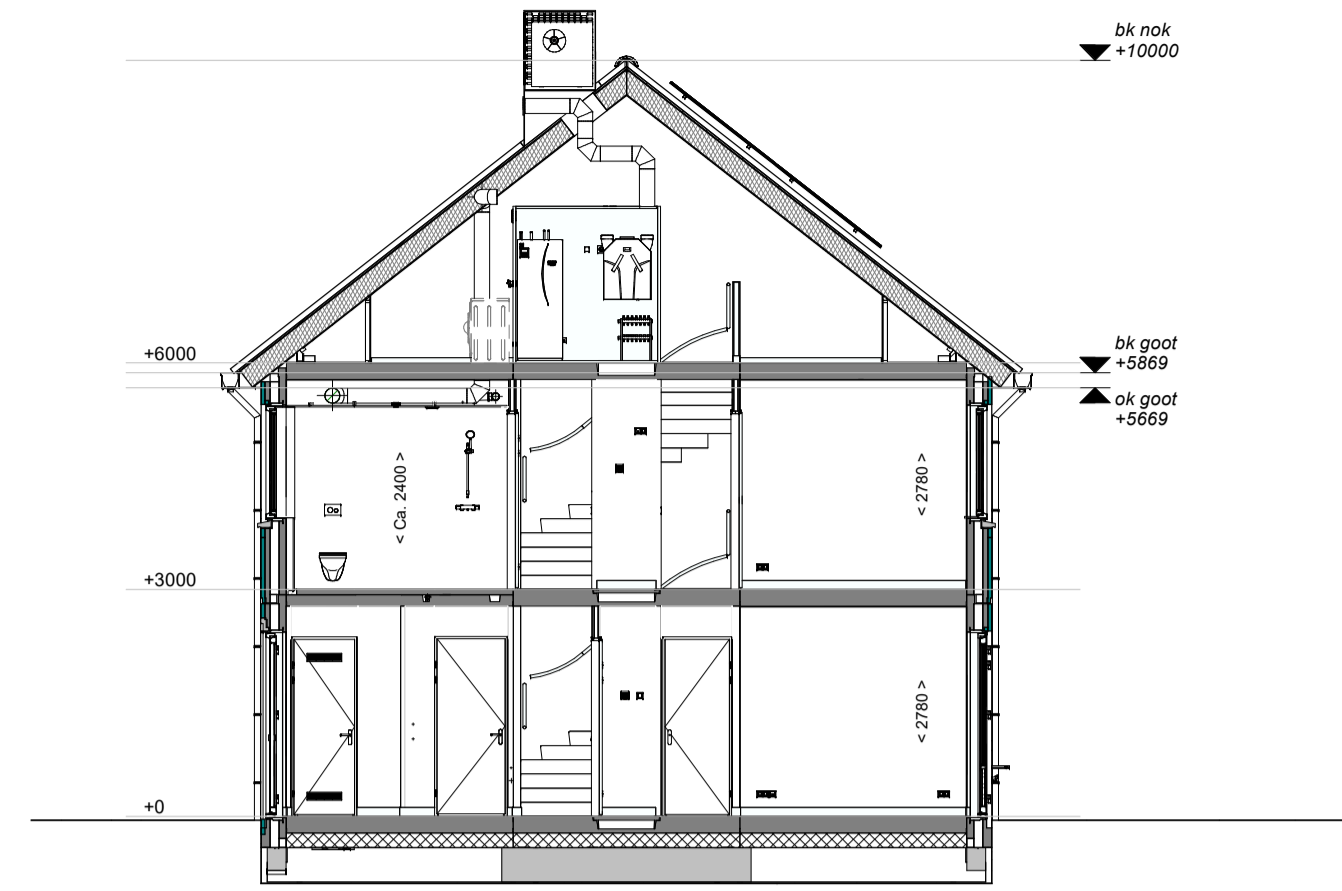 bk nok
+10000
+6000
bk goot
+5869
ok goot
+5669
< Ca. 2400 >
< 2780 >
+3000
< 2780 >
+0